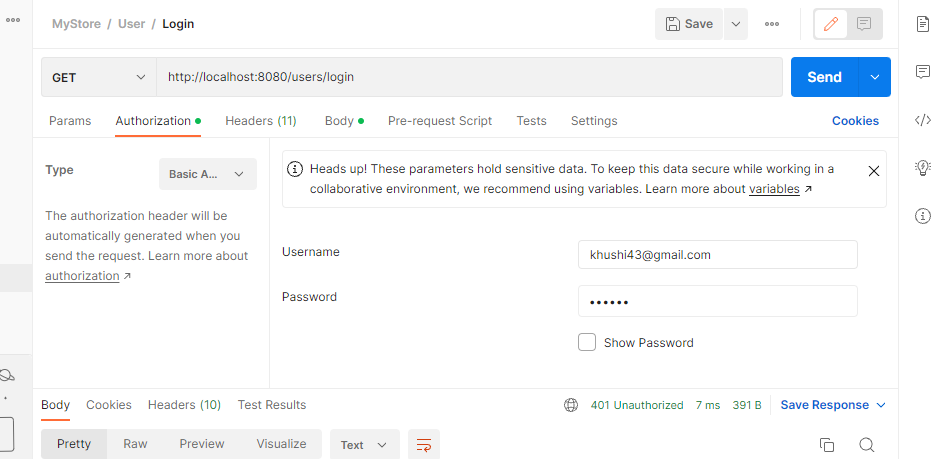 MyStore / User / Login
Save
GET
http://localhost:8080/users/login
Send
Params Authorization Headers (11) Body Pre-request Script Tests Settings Cookies
Type
Basic A...
The authorization header will be
automatically generated when you
send the request. Learn more about
authorization ↗
Heads up! These parameters hold sensitive data. To keep this data secure while working in a
collaborative environment, we recommend using variables. Learn more about variables ↗
Username
khushi43@gmail.com
Password
••••••
Show Password
Body Cookies Headers (10) Test Results
401 Unauthorized 7 ms 391 B Save Response
Pretty Raw Preview Visualize Text